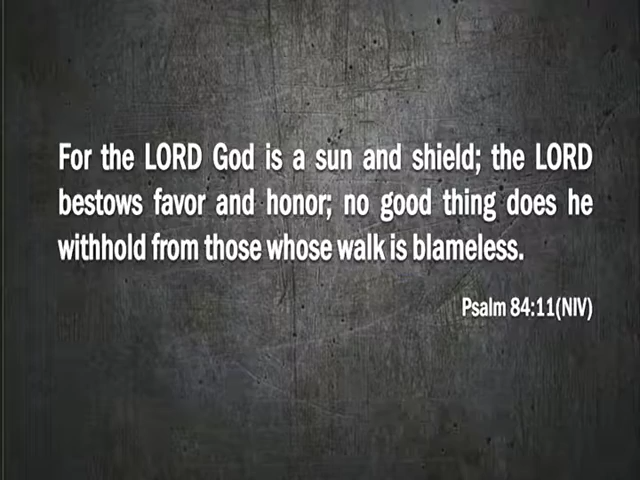 For the LORD God is a sun and shield; the LORD
bestows favor and honor; no good thing does he
withhold from those whose walk is blameless.
Psalm 84:11(NIV)